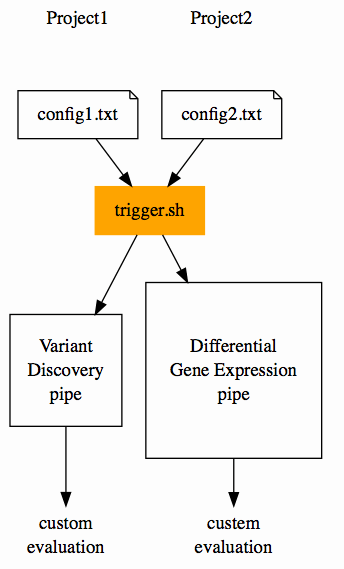 Project1
Project2
config1.txt
config2.txt
trigger.sh
Variant
Discovery
pipe
Differential
Gene Expression
pipe
custom
evaluation
custem
evaluation